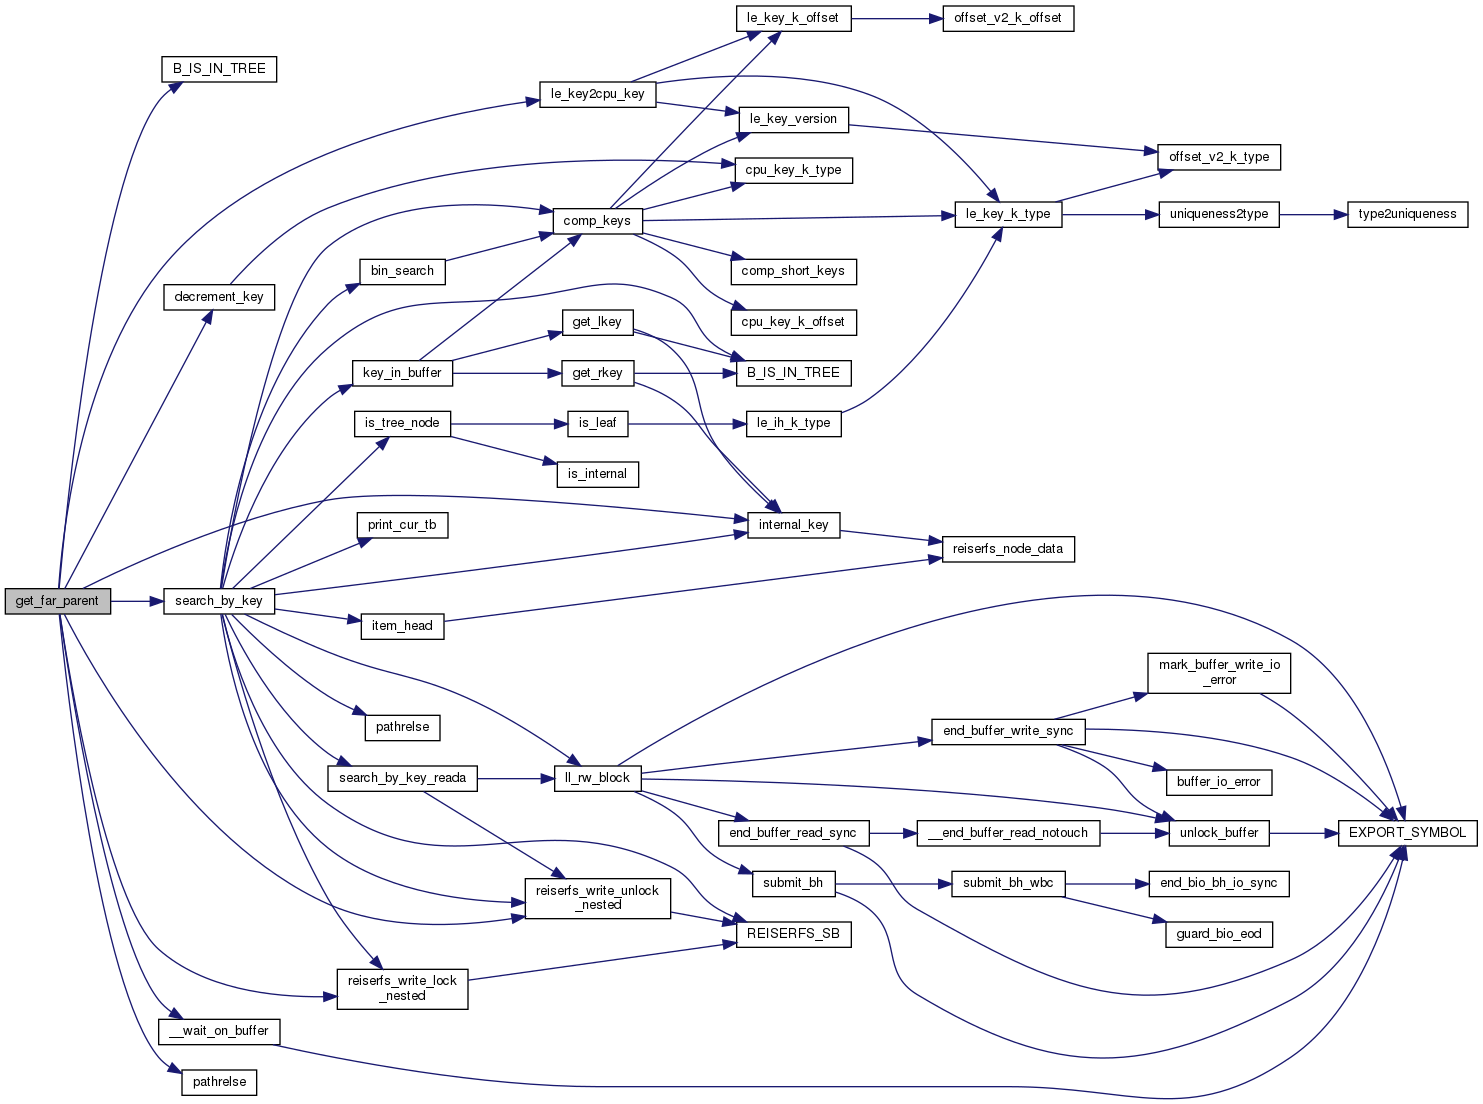 le_key_k_offset
offset_v2_k_offset
B_IS_IN_TREE
le_key2cpu_key
le_key_version
offset_v2_k_type
cpu_key_k_type
comp_keys
le_key_k_type
uniqueness2type
type2uniqueness
bin_search
comp_short_keys
decrement_key
get_lkey
cpu_key_k_offset
key_in_buffer
get_rkey
B_IS_IN_TREE
is_tree_node
is_leaf
le_ih_k_type
is_internal
print_cur_tb
internal_key
reiserfs_node_data
get_far_parent
search_by_key
item_head
mark_buffer_write_io
_error
pathrelse
end_buffer_write_sync
search_by_key_reada
ll_rw_block
buffer_io_error
end_buffer_read_sync
__end_buffer_read_notouch
unlock_buffer
EXPORT_SYMBOL
submit_bh
submit_bh_wbc
end_bio_bh_io_sync
reiserfs_write_unlock
_nested
REISERFS_SB
guard_bio_eod
reiserfs_write_lock
_nested
__wait_on_buffer
pathrelse